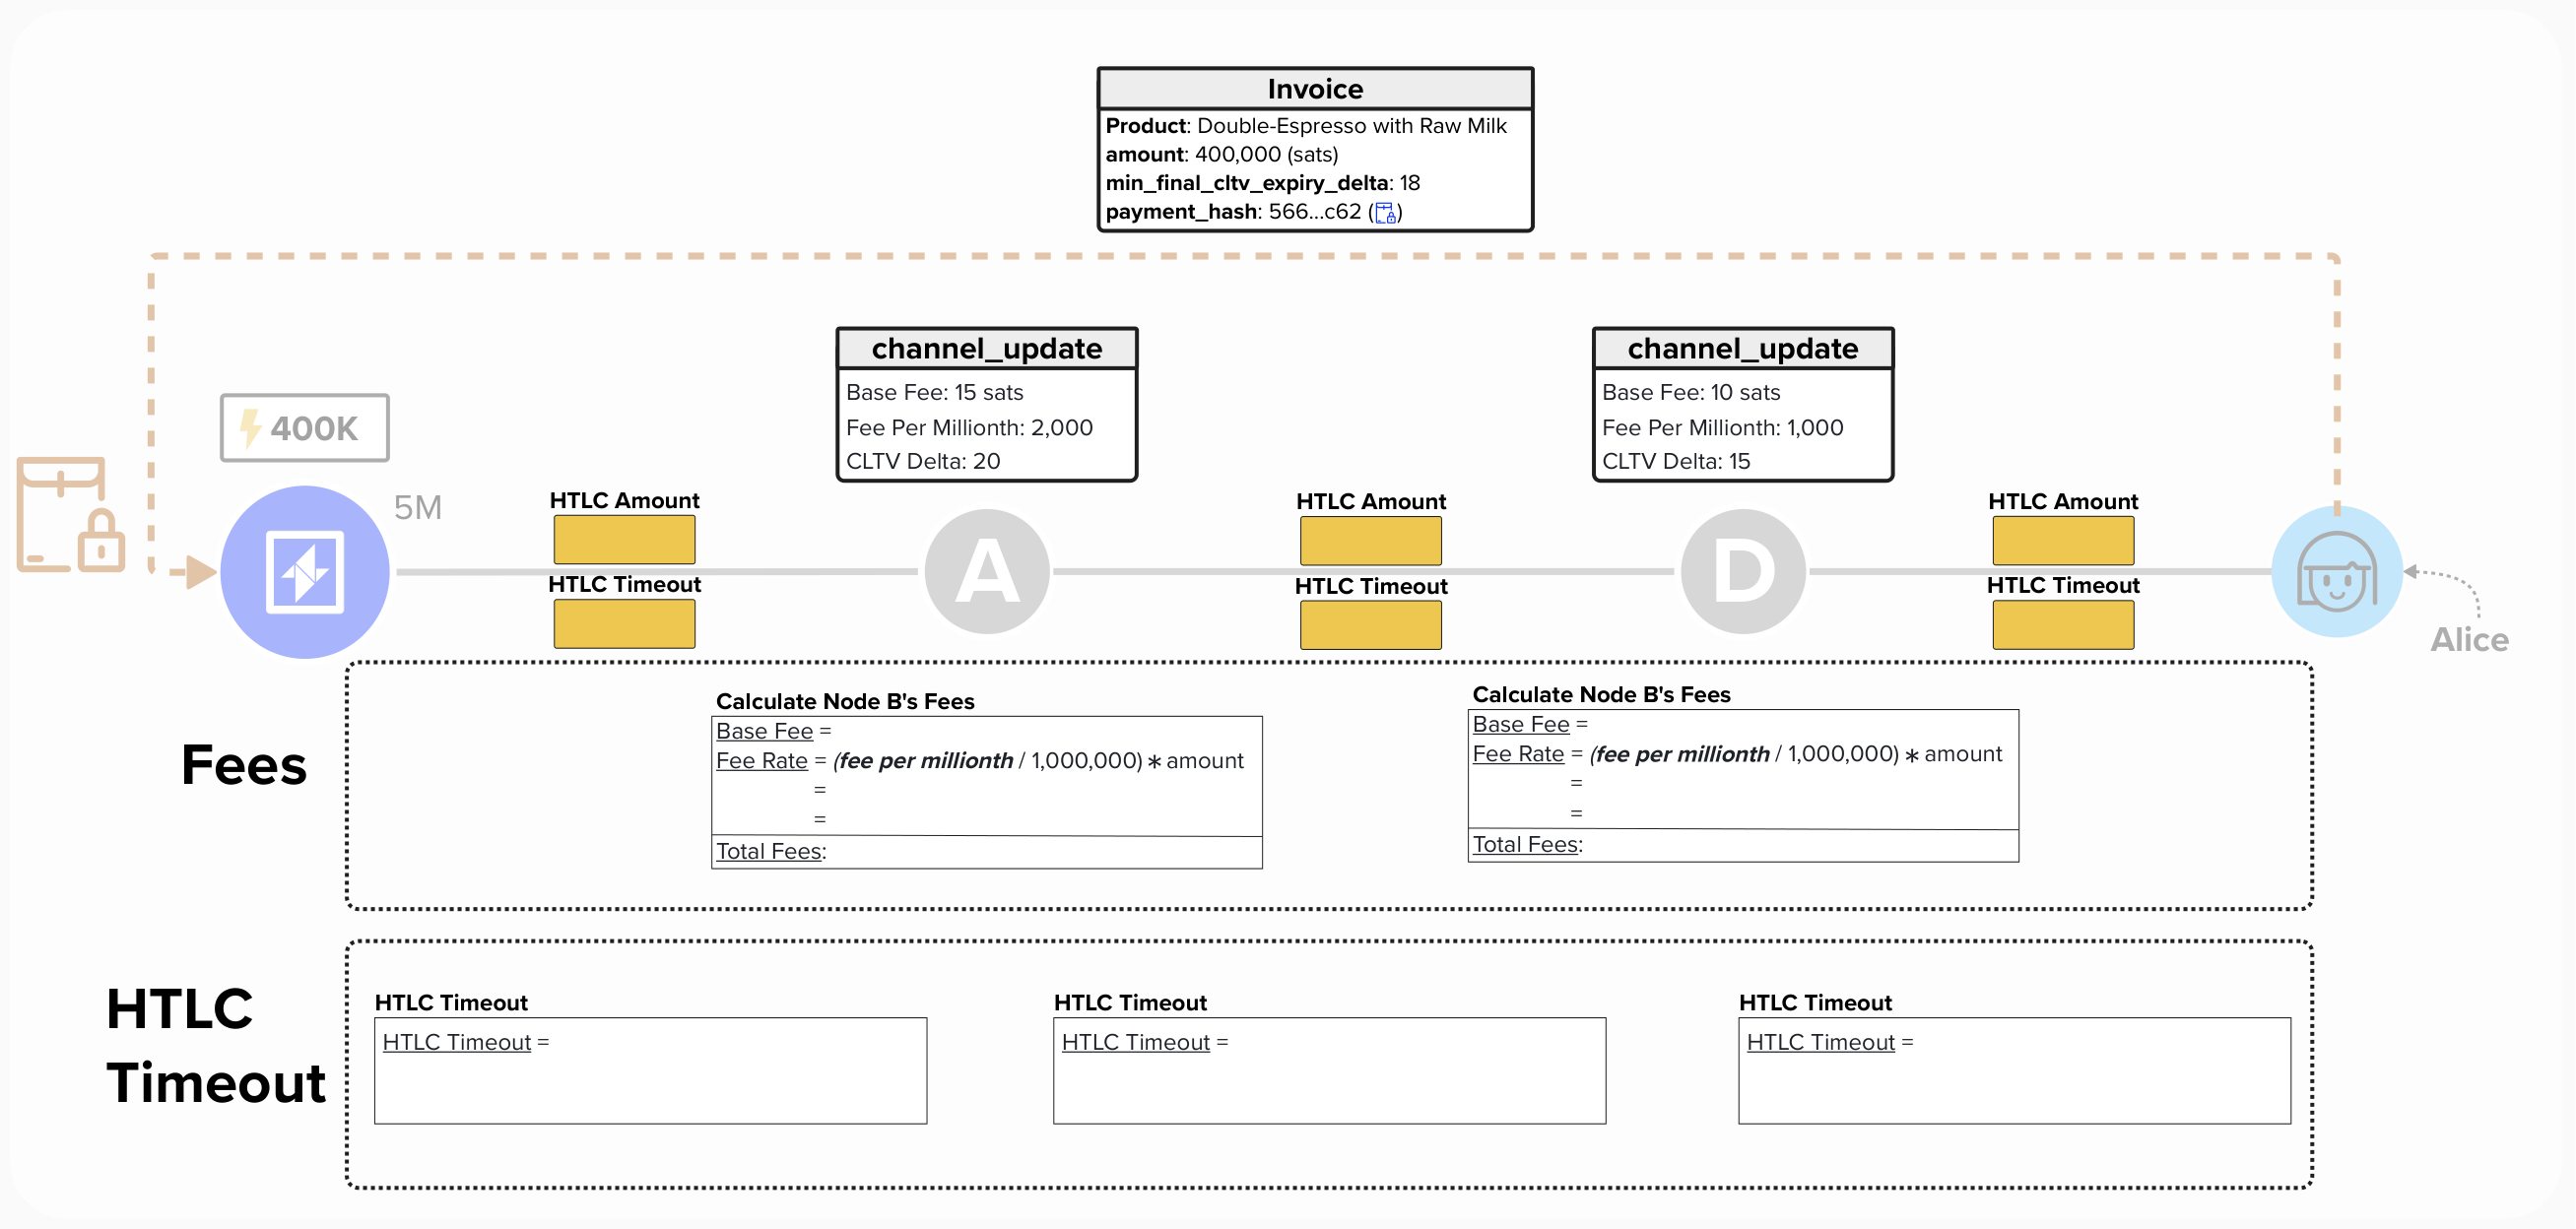 Invoice
Product: Double-Espresso with Raw Milk
amount: 400,000 (sats)
min_final_cltv_expiry_delta: 18
payment_hash: 566...c62 ()
channel_update
Base Fee: 15 sats
Fee Per Millionth: 2,000
CLTV Delta: 20
channel_update
Base Fee: 10 sats
Fee Per Millionth: 1,000
CLTV Delta: 15
400K
5M
HTLC Amount
HTLC Timeout
A
HTLC Amount
HTLC Timeout
D
HTLC Amount
HTLC Timeout
Alice
Fees
Calculate Node B's Fees
Base Fee =
Fee Rate = (fee per millionth / 1,000,000) * amount
=
=
Total Fees:
Calculate Node B's Fees
Base Fee =
Fee Rate = (fee per millionth / 1,000,000) * amount
=
=
Total Fees:
HTLC
Timeout
HTLC Timeout
HTLC Timeout =
HTLC Timeout
HTLC Timeout =
HTLC Timeout
HTLC Timeout =